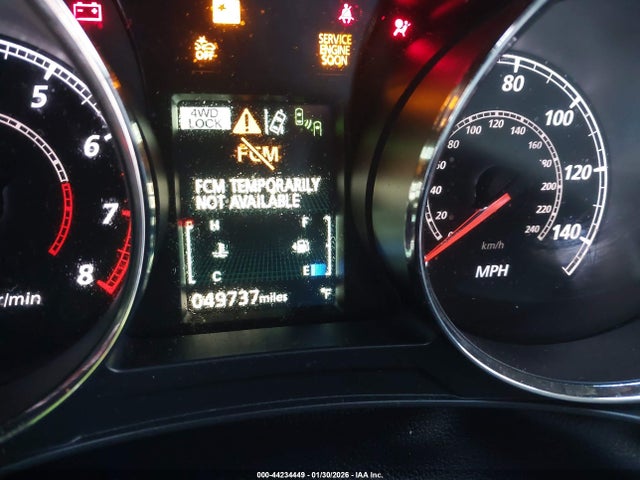 OFF
SERVICE
ENGINE
SOON
4WD
LOCK
FCM
FCM TEMPORARILY
NOT AVAILABLE
H F
C E
049737miles °F
5
6
7
8
r/min
80
100
120
140
MPH
0
20
40
60
80
100
120
140
160
180
200
220
240
km/h
000-44234449 | 01/30/2026 - IAA Inc.